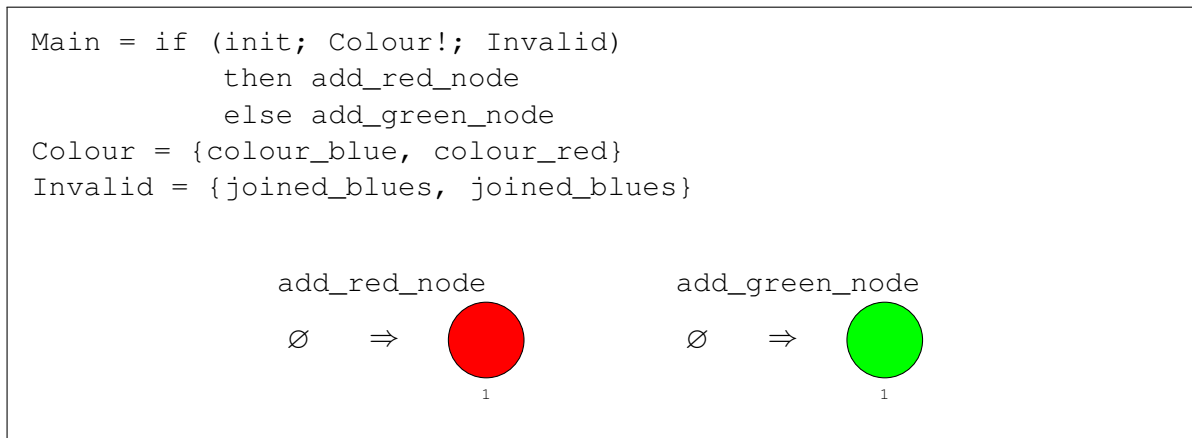 Main = if (init; Colour!; Invalid)
then add_red_node
else add_green_node
Colour = {colour_blue, colour_red}
Invalid = {joined_blues, joined_blues}
add_red_node add_green_node
∅ ⇒ ∅ ⇒
1 1